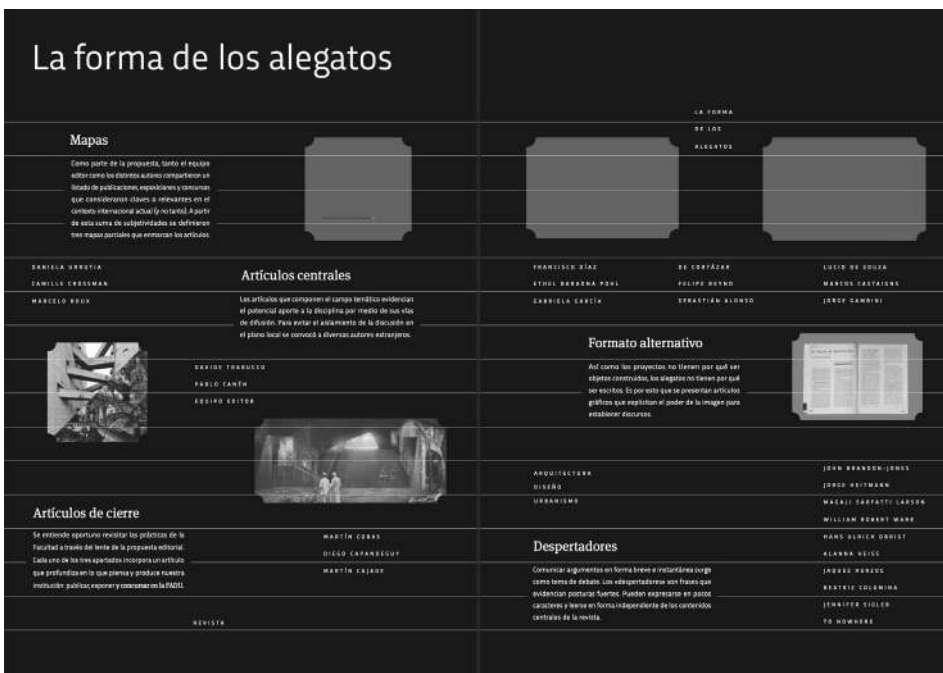 La forma de los alegatos
Mapas
Como parte de la propuesta, tanto el equipo
editor como los distintos autores compartieron un
listado de publicaciones, exposiciones y concursos
que consideraron claves o relevantes en el
contexto internacional actual (y no tanto). A partir
de esta suma de subjetividades se definieron
tres mapas parciales que enmarcan los artículos.
DANIELA URRUTIA
CAMILLE CROSSMAN
MARCELO ROUX
Artículos centrales
Los artículos que componen el campo temático evidencian
el potencial aporte a la disciplina por medio de sus vías
de difusión. Para evitar el aislamiento de la discusión en
el plano local se convocó a diversos autores extranjeros.
DAVIDE TRABUCCO
PABLO CANÉN
EQUIPO EDITOR
Artículos de cierre
Se entiende oportuno revisitar las prácticas de la
Facultad a través del lente de la propuesta editorial.
Cada uno de los tres apartados incorpora un artículo
que profundiza en lo que piensa y produce nuestra
institución: publicar, exponer y concursar en la FADU.
MARTÍN COBAS
DIEGO CAPANDEGUY
MARTÍN CAJADE
REVISTA
LA FORMA
DE LOS
ALEGATOS
FRANCISCO DÍAZ
ETHEL BARAONA POHL
GABRIELA GARCÍA
DE CORTÁZAR
FELIPE REYNO
SEBASTIÁN ALONSO
LUCIO DE SOUZA
MARCOS CASTAINGS
JORGE GAMBINI
Formato alternativo
Así como los proyectos no tienen por qué ser
objetos construidos, los alegatos no tienen por qué
ser escritos. Es por esto que se presentan artículos
gráficos que explicitan el poder de la imagen para
establecer discursos.
ARQUITECTURA
DISEÑO
URBANISMO
Despertadores
Comunicar argumentos en forma breve e instantánea surge
como tema de debate. Los «despertadores» son frases que
evidencian posturas fuertes. Pueden expresarse en pocos
caracteres y leerse en forma independiente de los contenidos
centrales de la revista.
JOHN BRANDON-JONES
JORGE HEITMANN
MAGALI SARFATTI LARSON
WILLIAM ROBERT WARE
HANS ULRICH OBRIST
ALANNA HEISS
JAQUES HERZOG
BEATRIZ COLOMINA
JENNIFER SIGLER
TO NOWHERE